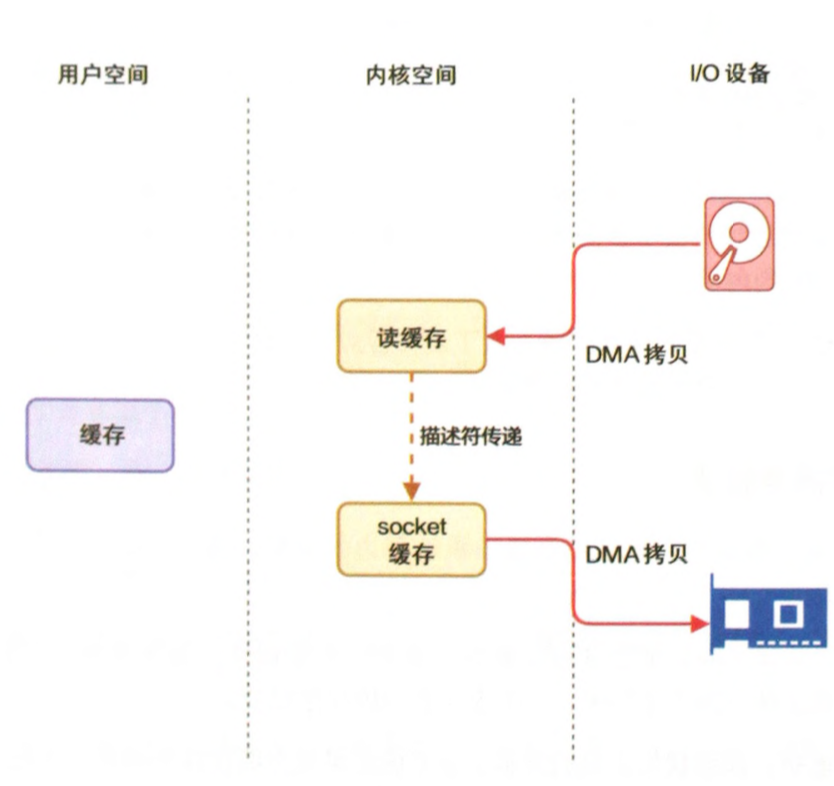 用户空间
内核空间
I/O 设备
读缓存
DMA 拷贝
缓存
描述符传递
socket
缓存
DMA 拷贝